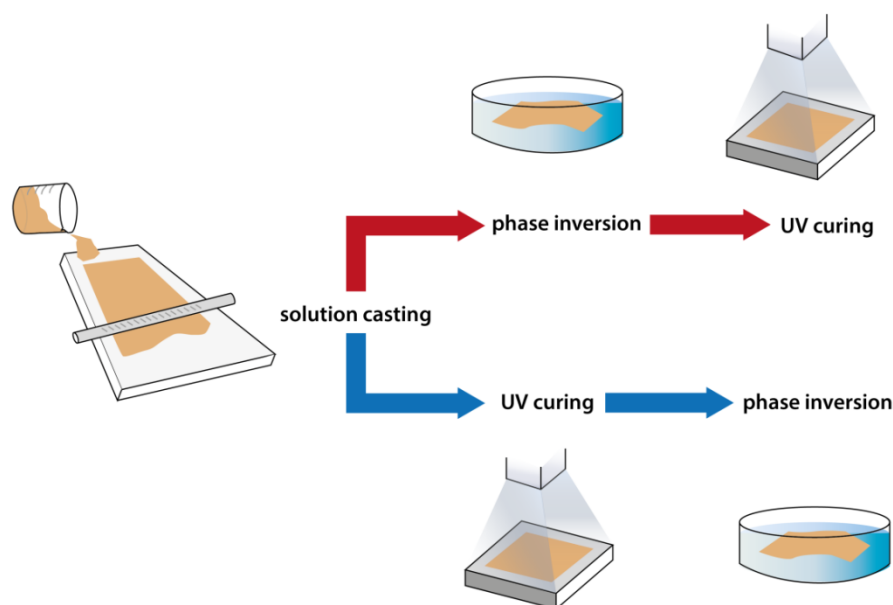 phase inversion
UV curing
solution casting
UV curing
phase inversion